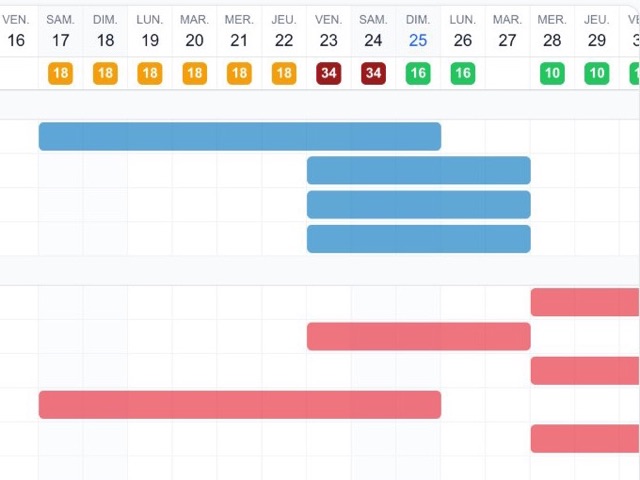 VEN. SAM. DIM. LUN. MAR. MER. JEU. VEN. SAM. DIM. LUN. MAR. MER. JEU.
16 17 18 19 20 21 22 23 24 25 26 27 28 29
18 18 18 18 18 18 34 34 16 16 10 10